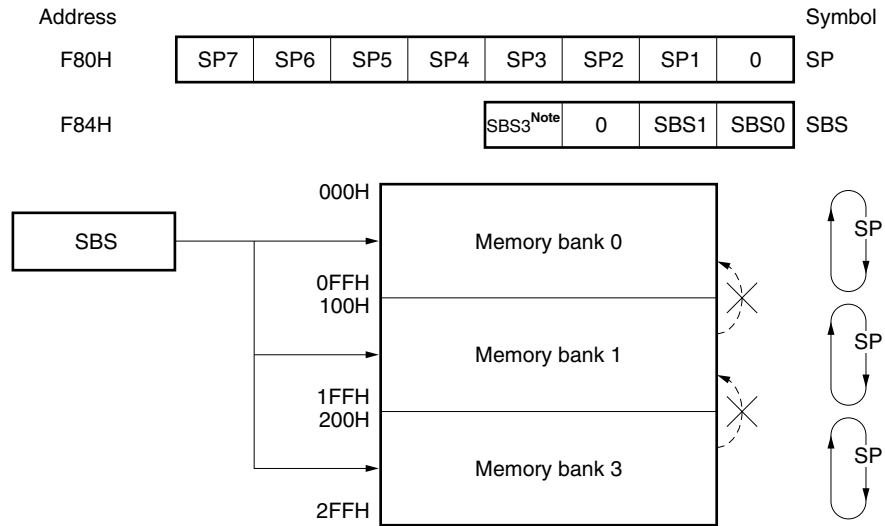 Address Symbol
F80H SP7 SP6 SP5 SP4 SP3 SP2 SP1 0 SP
F84H SBS3Note 0 SBS1 SBS0 SBS
000H
SBS Memory bank 0 SP
0FFH
100H
Memory bank 1 SP
1FFH
200H
Memory bank 3 SP
2FFH